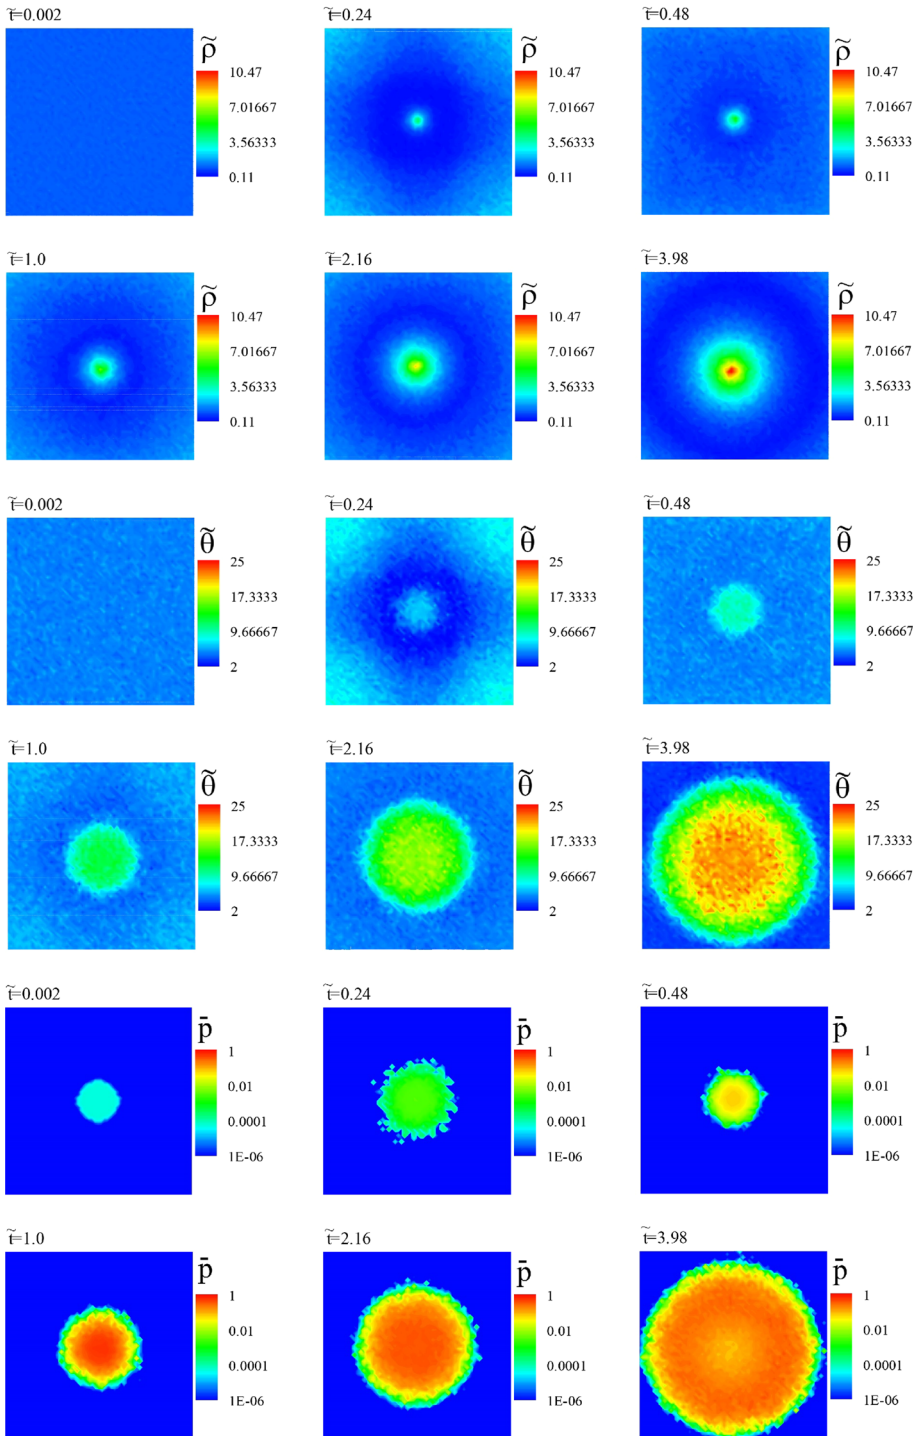 t̃=0.002 t̃=0.24 t̃=0.48
ρ̃ ρ̃ ρ̃
10.47 10.47 10.47
7.01667 7.01667 7.01667
3.56333 3.56333 3.56333
0.11 0.11 0.11
t̃=1.0 t̃=2.16 t̃=3.98
ρ̃ ρ̃ ρ̃
10.47 10.47 10.47
7.01667 7.01667 7.01667
3.56333 3.56333 3.56333
0.11 0.11 0.11
t̃=0.002 t̃=0.24 t̃=0.48
θ̃ θ̃ θ̃
25 25 25
17.3333 17.3333 17.3333
9.66667 9.66667 9.66667
2 2 2
t̃=1.0 t̃=2.16 t̃=3.98
θ̃ θ̃ θ̃
25 25 25
17.3333 17.3333 17.3333
9.66667 9.66667 9.66667
2 2 2
t̃=0.002 t̃=0.24 t̃=0.48
p̄ p̄ p̄
1 1 1
0.01 0.01 0.01
0.0001 0.0001 0.0001
1E-06 1E-06 1E-06
t̃=1.0 t̃=2.16 t̃=3.98
p̄ p̄ p̄
1 1 1
0.01 0.01 0.01
0.0001 0.0001 0.0001
1E-06 1E-06 1E-06